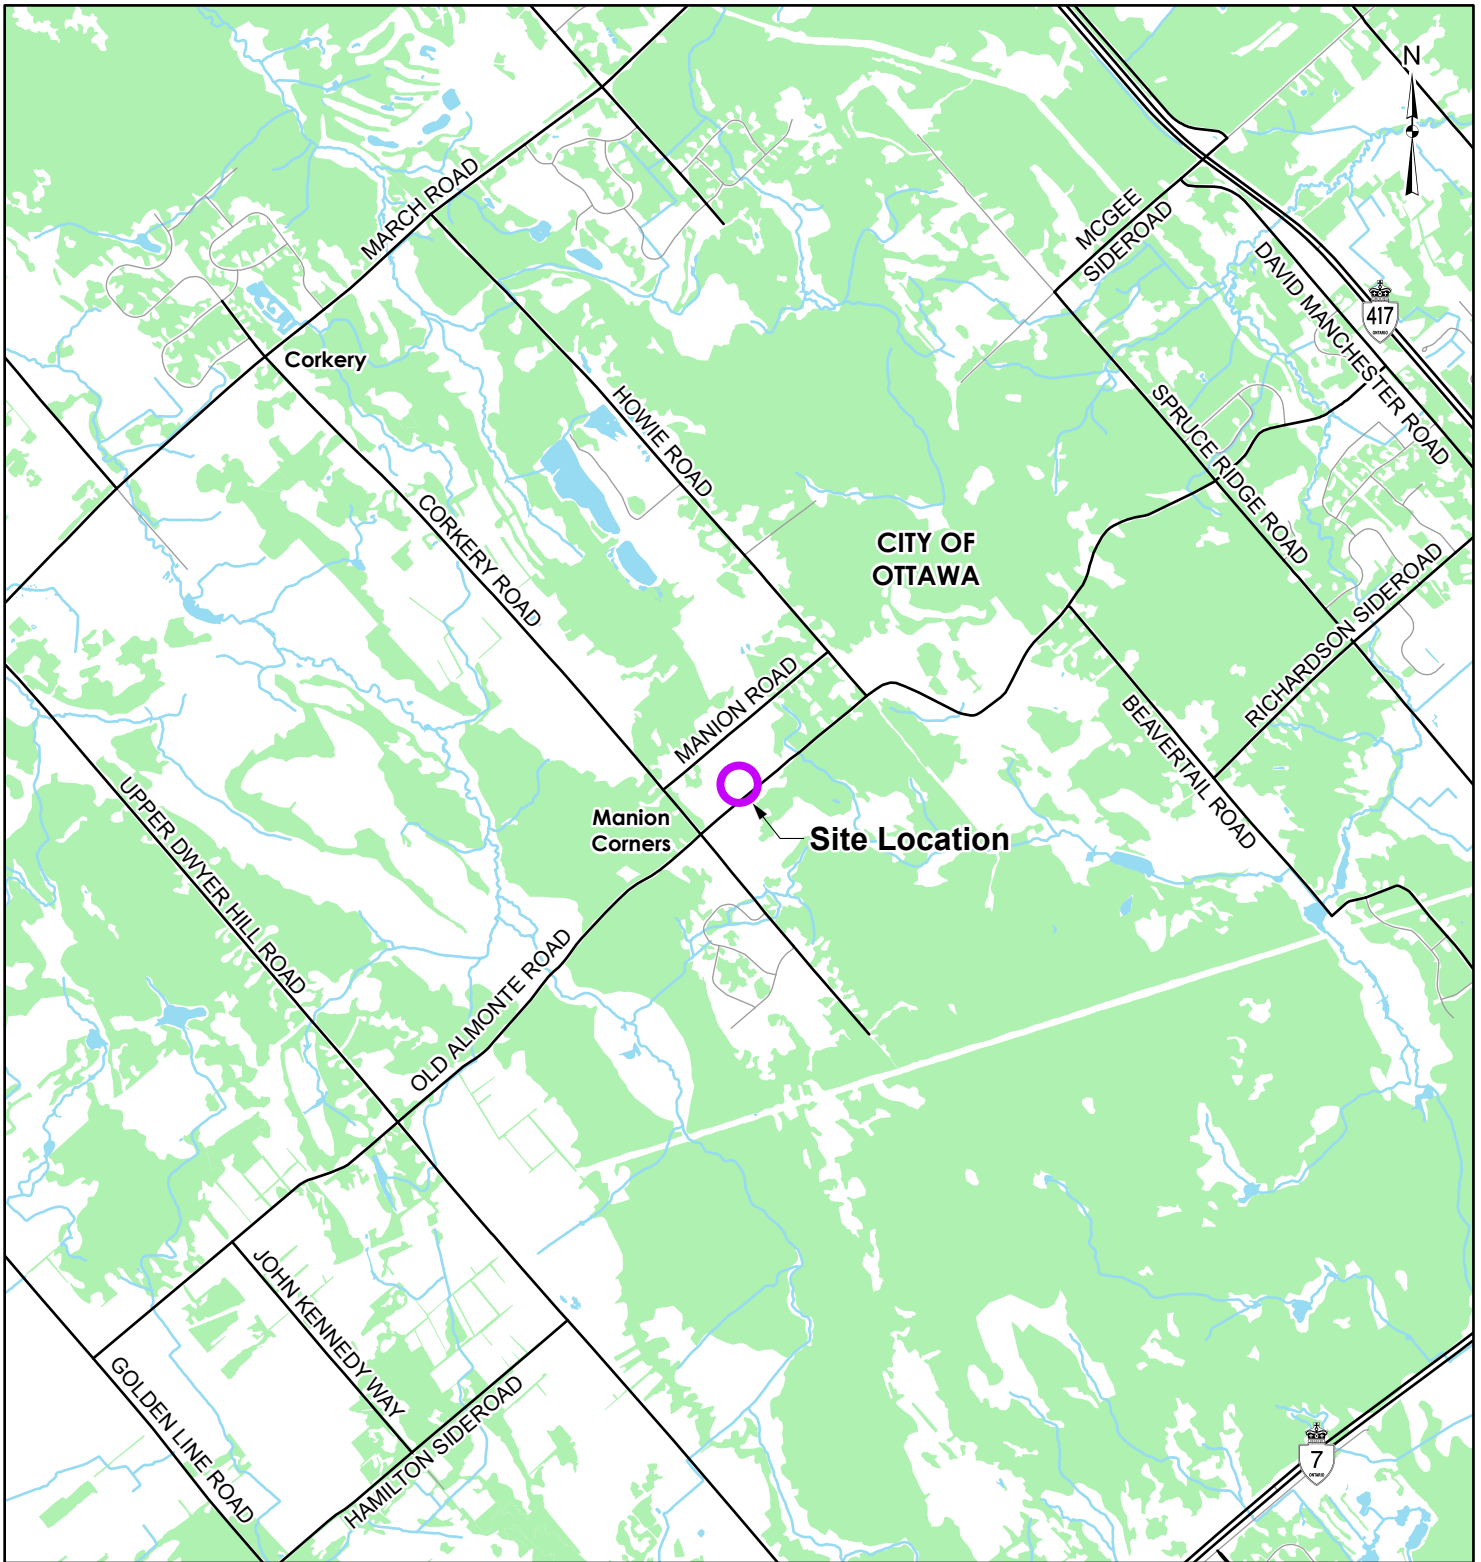 N
MARCH ROAD
MCGEE
SIDEROAD
DAVID MANCHESTER ROAD
417
ONTARIO
Corkery
HOWIE ROAD
SPRUCE RIDGE ROAD
CORKERY ROAD
CITY OF
OTTAWA
RICHARDSON SIDEROAD
MANION ROAD
BEAVERTAIL ROAD
UPPER DWYER HILL ROAD
Manion
Corners
Site Location
OLD ALMONTE ROAD
JOHN KENNEDY WAY
GOLDEN LINE ROAD
HAMILTON SIDEROAD
7
ONTARIO